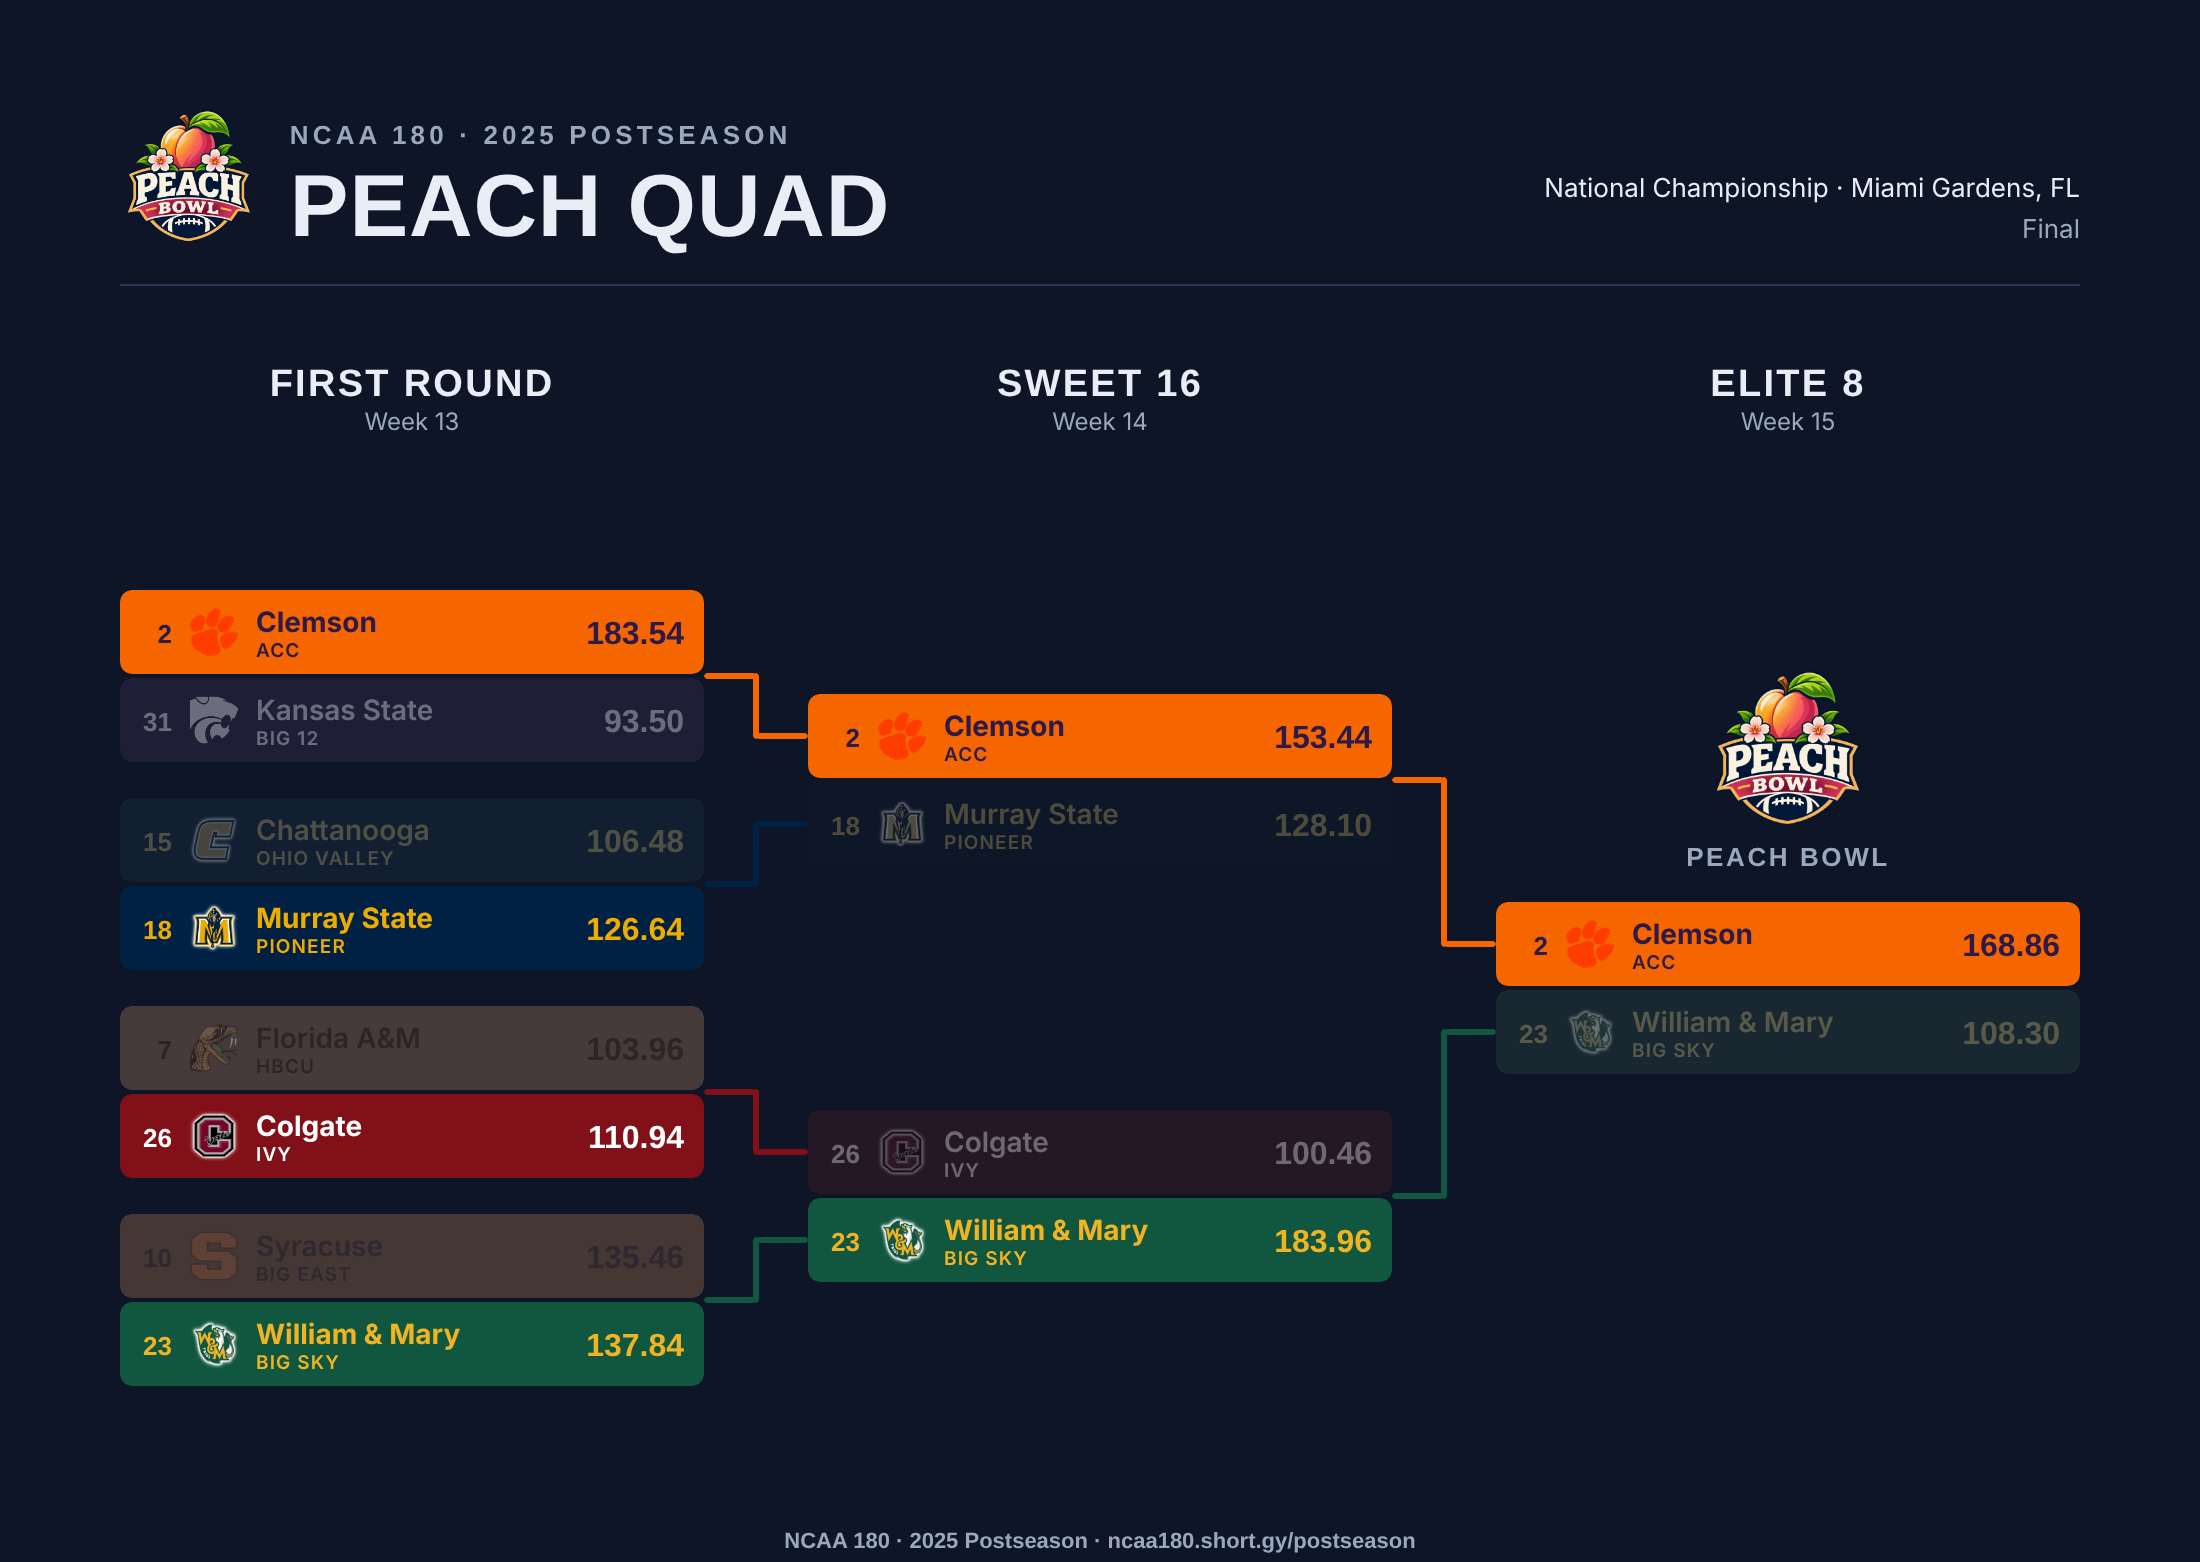 PEACH
BOWL
NCAA 180 · 2025 POSTSEASON
PEACH QUAD
National Championship · Miami Gardens, FL
Final
FIRST ROUND
Week 13
SWEET 16
Week 14
ELITE 8
Week 15
2 Clemson 183.54
ACC
31 Kansas State 93.50
BIG 12
15 Chattanooga 106.48
OHIO VALLEY
18 Murray State 126.64
PIONEER
7 Florida A&M 103.96
HBCU
26 Colgate 110.94
IVY
10 Syracuse 135.46
BIG EAST
23 William & Mary 137.84
BIG SKY
2 Clemson 153.44
ACC
18 Murray State 128.10
PIONEER
26 Colgate 100.46
IVY
23 William & Mary 183.96
BIG SKY
PEACH
BOWL
PEACH BOWL
2 Clemson 168.86
ACC
23 William & Mary 108.30
BIG SKY
NCAA 180 · 2025 Postseason · ncaa180.short.gy/postseason